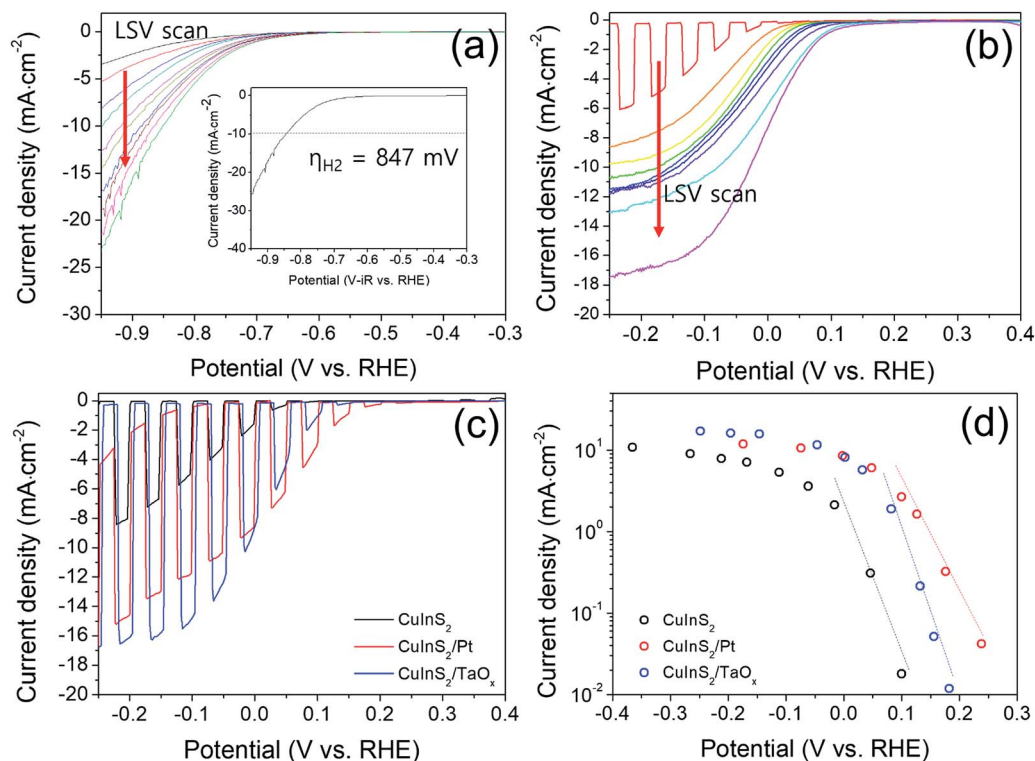 (a)
LSV scan
0
-5
-10
-15
-20
-25
-30
Current density (mA·cm⁻²)
-0.9 -0.8 -0.7 -0.6 -0.5 -0.4 -0.3
Potential (V vs. RHE)
ηH2 = 847 mV
0
-10
-20
-30
-40
Current density (mA·cm⁻²)
-0.9 -0.8 -0.7 -0.6 -0.5 -0.4 -0.3
Potential (V-iR vs. RHE)
(b)
LSV scan
0
-2
-4
-6
-8
-10
-12
-14
-16
-18
-20
Current density (mA·cm⁻²)
-0.2 -0.1 0.0 0.1 0.2 0.3 0.4
Potential (V vs. RHE)
(c)
0
-2
-4
-6
-8
-10
-12
-14
-16
-18
-20
Current density (mA·cm⁻²)
CuInS₂
CuInS₂/Pt
CuInS₂/TaOₓ
-0.2 -0.1 0.0 0.1 0.2 0.3 0.4
Potential (V vs. RHE)
(d)
10¹
10⁰
10⁻¹
10⁻²
Current density (mA·cm⁻²)
CuInS₂
CuInS₂/Pt
CuInS₂/TaOₓ
-0.4 -0.3 -0.2 -0.1 0.0 0.1 0.2 0.3
Potential (V vs. RHE)